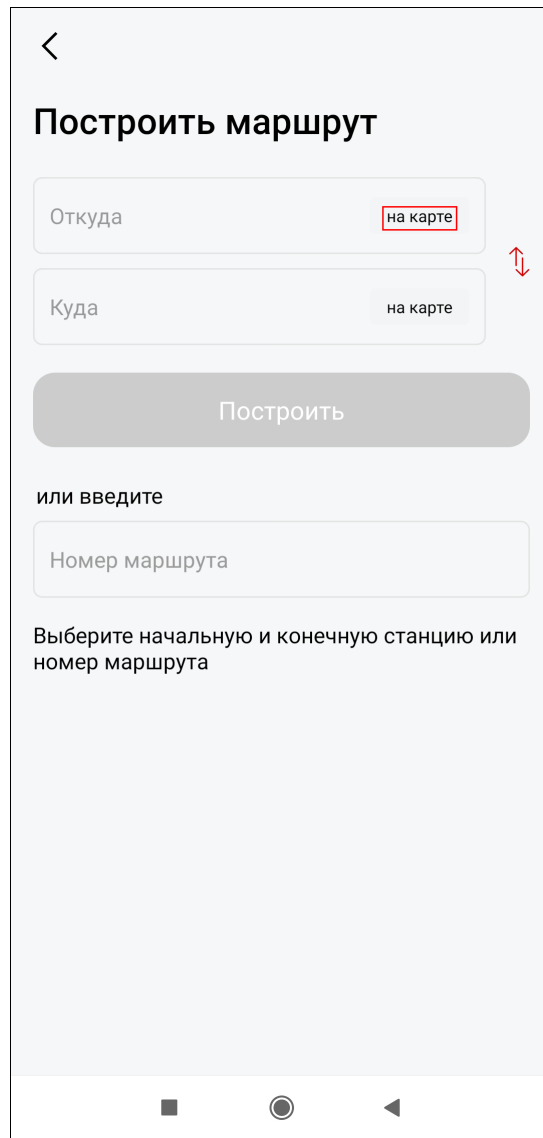 Построить маршрут
Откуда
на карте
Куда
на карте
Построить
или введите
Номер маршрута
Выберите начальную и конечную станцию или
номер маршрута